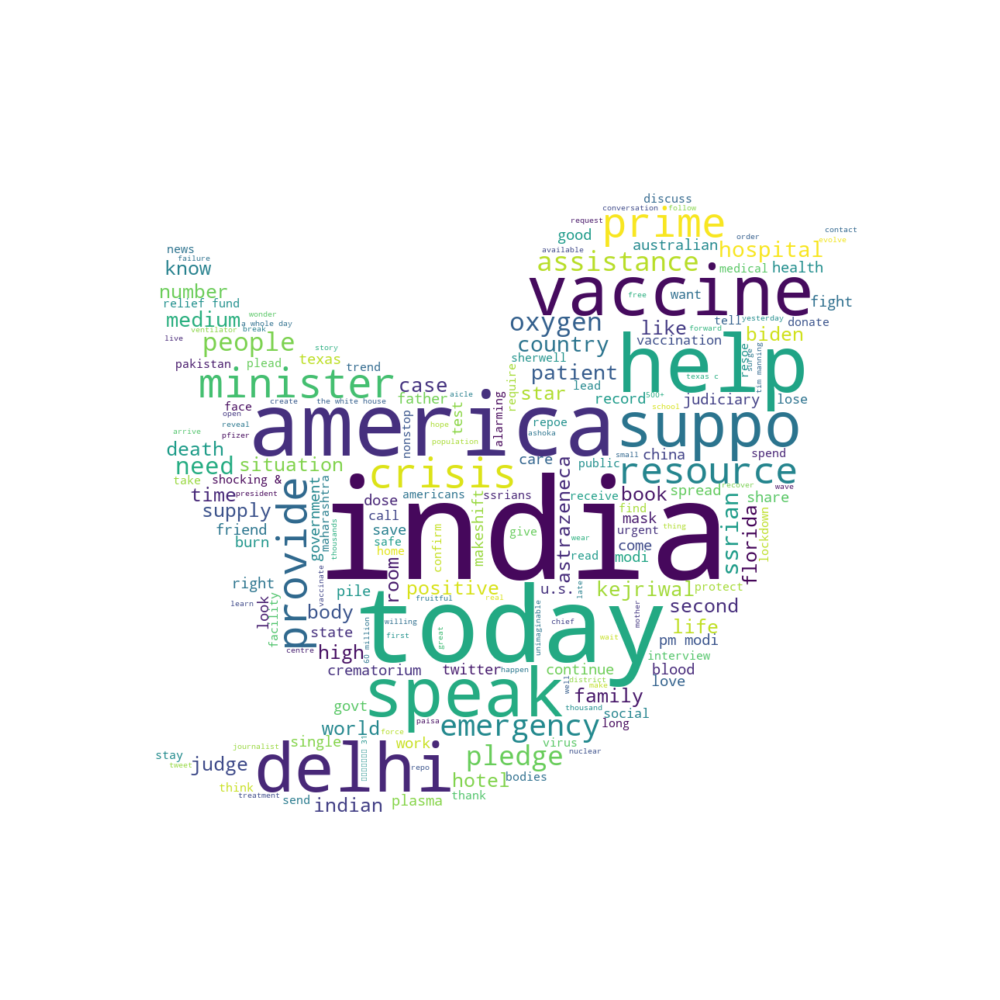 discuss
conversation • follow
request
prime
contact
good
order
evolve
news
australian
hospital
failure
available
know
assistance
medical
health
number
vaccine
free
want
fight
relief fund
a whole day
wonder
medium
oxygen
like
tell
yesterday
donate
ventilator
break
forward
biden
live
people
story
country
vaccination
texas
sherwell
help
resoe
surge
tim manning
pakistan
plead
trend
patient
require
minister
case
star
lead
texas c
face
create
the white house
father
record
500+
judiciary
lose
open
america
test
aicle
school
reveal
nonstop
hope
repoe
ashoka
suppo
arrive
pfizer
population
alarming
small
death
crisis
care
public
china
spend
need
situation
resource
recover
wave
take
shocking &
time
president
india
americans
ssrians
astrazeneca
receive
book
spread
share
provide
government
maharashtra
dose
makeshift
find
mask
thing
lockdown
supply
thousands
call
give
urgent
friend
save
confirm
come
ssrian
florida
burn
safe
wear
home
read
modi
right
vaccinate
room
positive
fruitful
real
u.s.
late
kejriwal
protect
facility
look
learn
pile
today
body
willing
chief
mother
second
state
60 million
first
great
unimaginable
wait
life
pm modi
centre
high
interview
crematorium
twitter
happen
continue
blood
well
district
make
love
speak
family
govt
thousand
social
world
paisa
emergency
long
force
single
work
virus
journalist
stay
tweet
judge
delhi
repo
pledge
nuclear
hotel
bodies
think
treatment
send
indian
plasma
thank